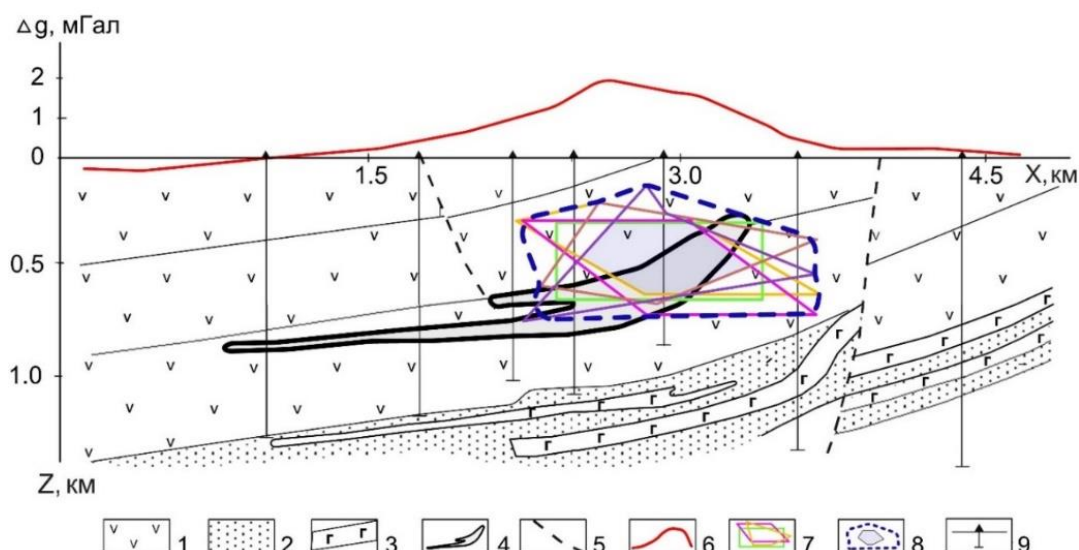 Δg, мГал
2
1
0
1.5
3.0
4.5
X, км
0.5
1.0
Z, км
v v v v v v v v v
v v v v v v
v v v v v v v
v v v v v
v v v v v v
v v v v v
v v
г г г г
г г г г г г г
г г г г
г г г
v v v 1 2 г г 3 4 5 6 7 8 9